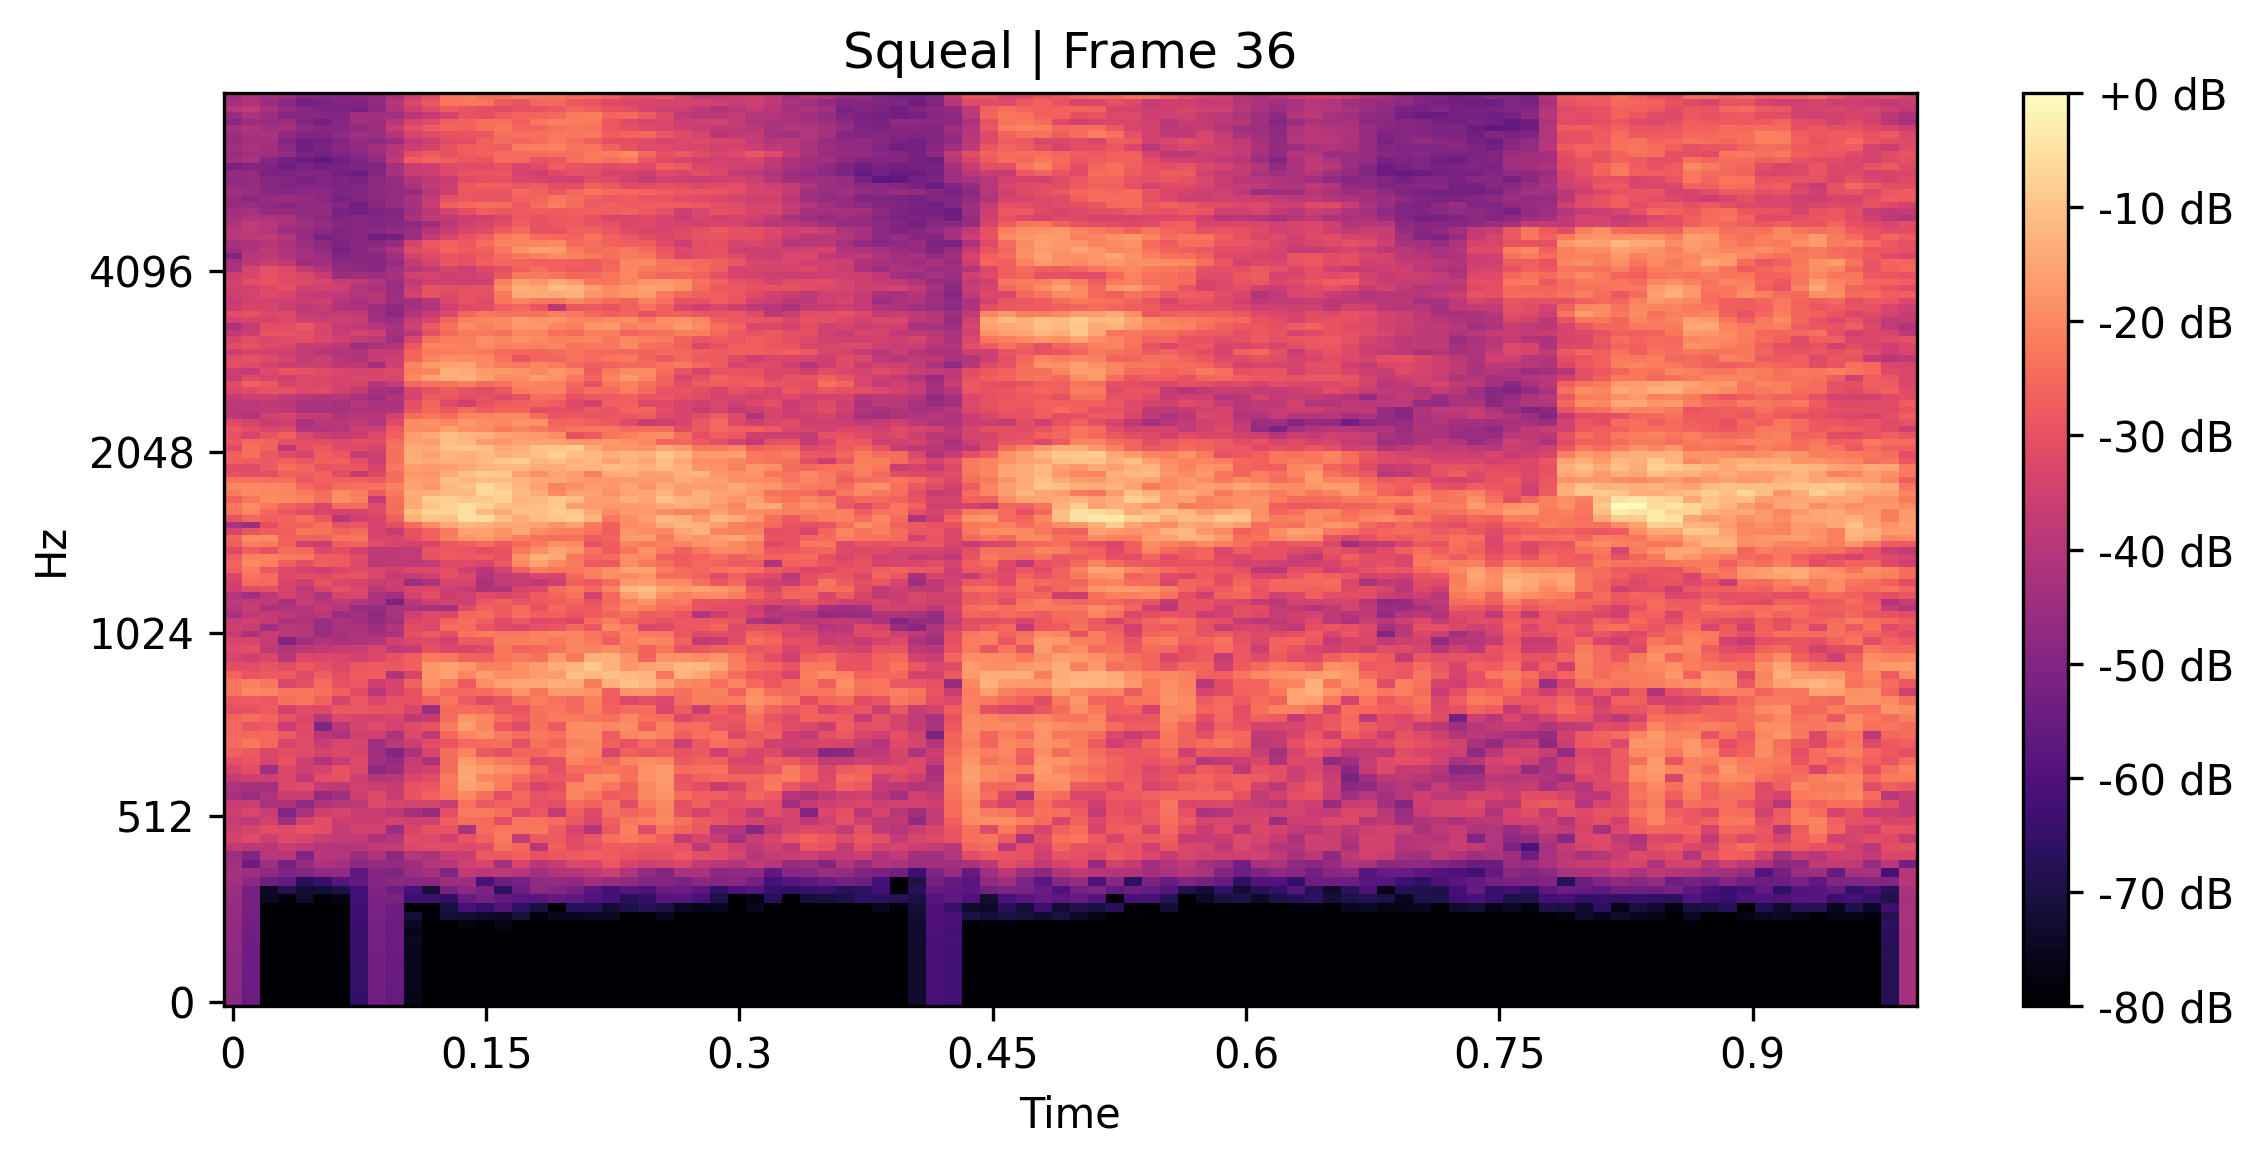 Squeal | Frame 36
Hz
4096
2048
1024
512
0
0 0.15 0.3 0.45 0.6 0.75 0.9
Time
+0 dB
-10 dB
-20 dB
-30 dB
-40 dB
-50 dB
-60 dB
-70 dB
-80 dB